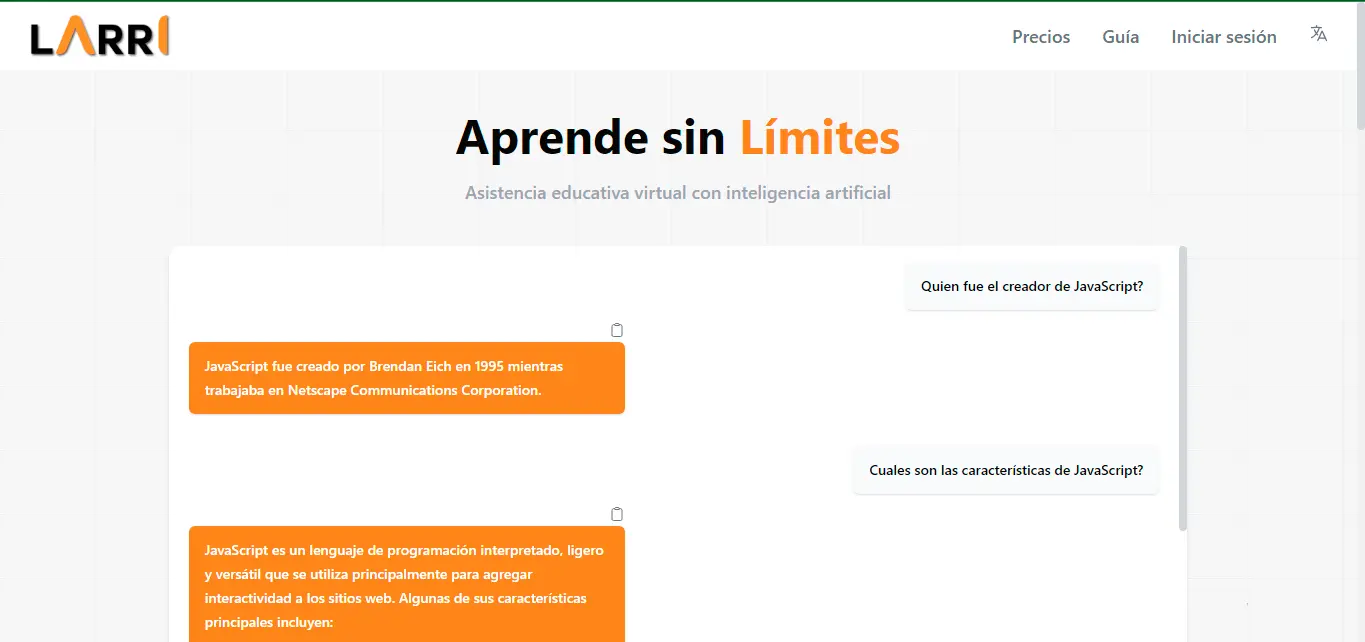 LARRI
Precios
Guía
Iniciar sesión
Aprende sin Límites
Asistencia educativa virtual con inteligencia artificial
Quien fue el creador de JavaScript?
JavaScript fue creado por Brendan Eich en 1995 mientras
trabajaba en Netscape Communications Corporation.
Cuales son las características de JavaScript?
JavaScript es un lenguaje de programación interpretado, ligero
y versátil que se utiliza principalmente para agregar
interactividad a los sitios web. Algunas de sus características
principales incluyen: